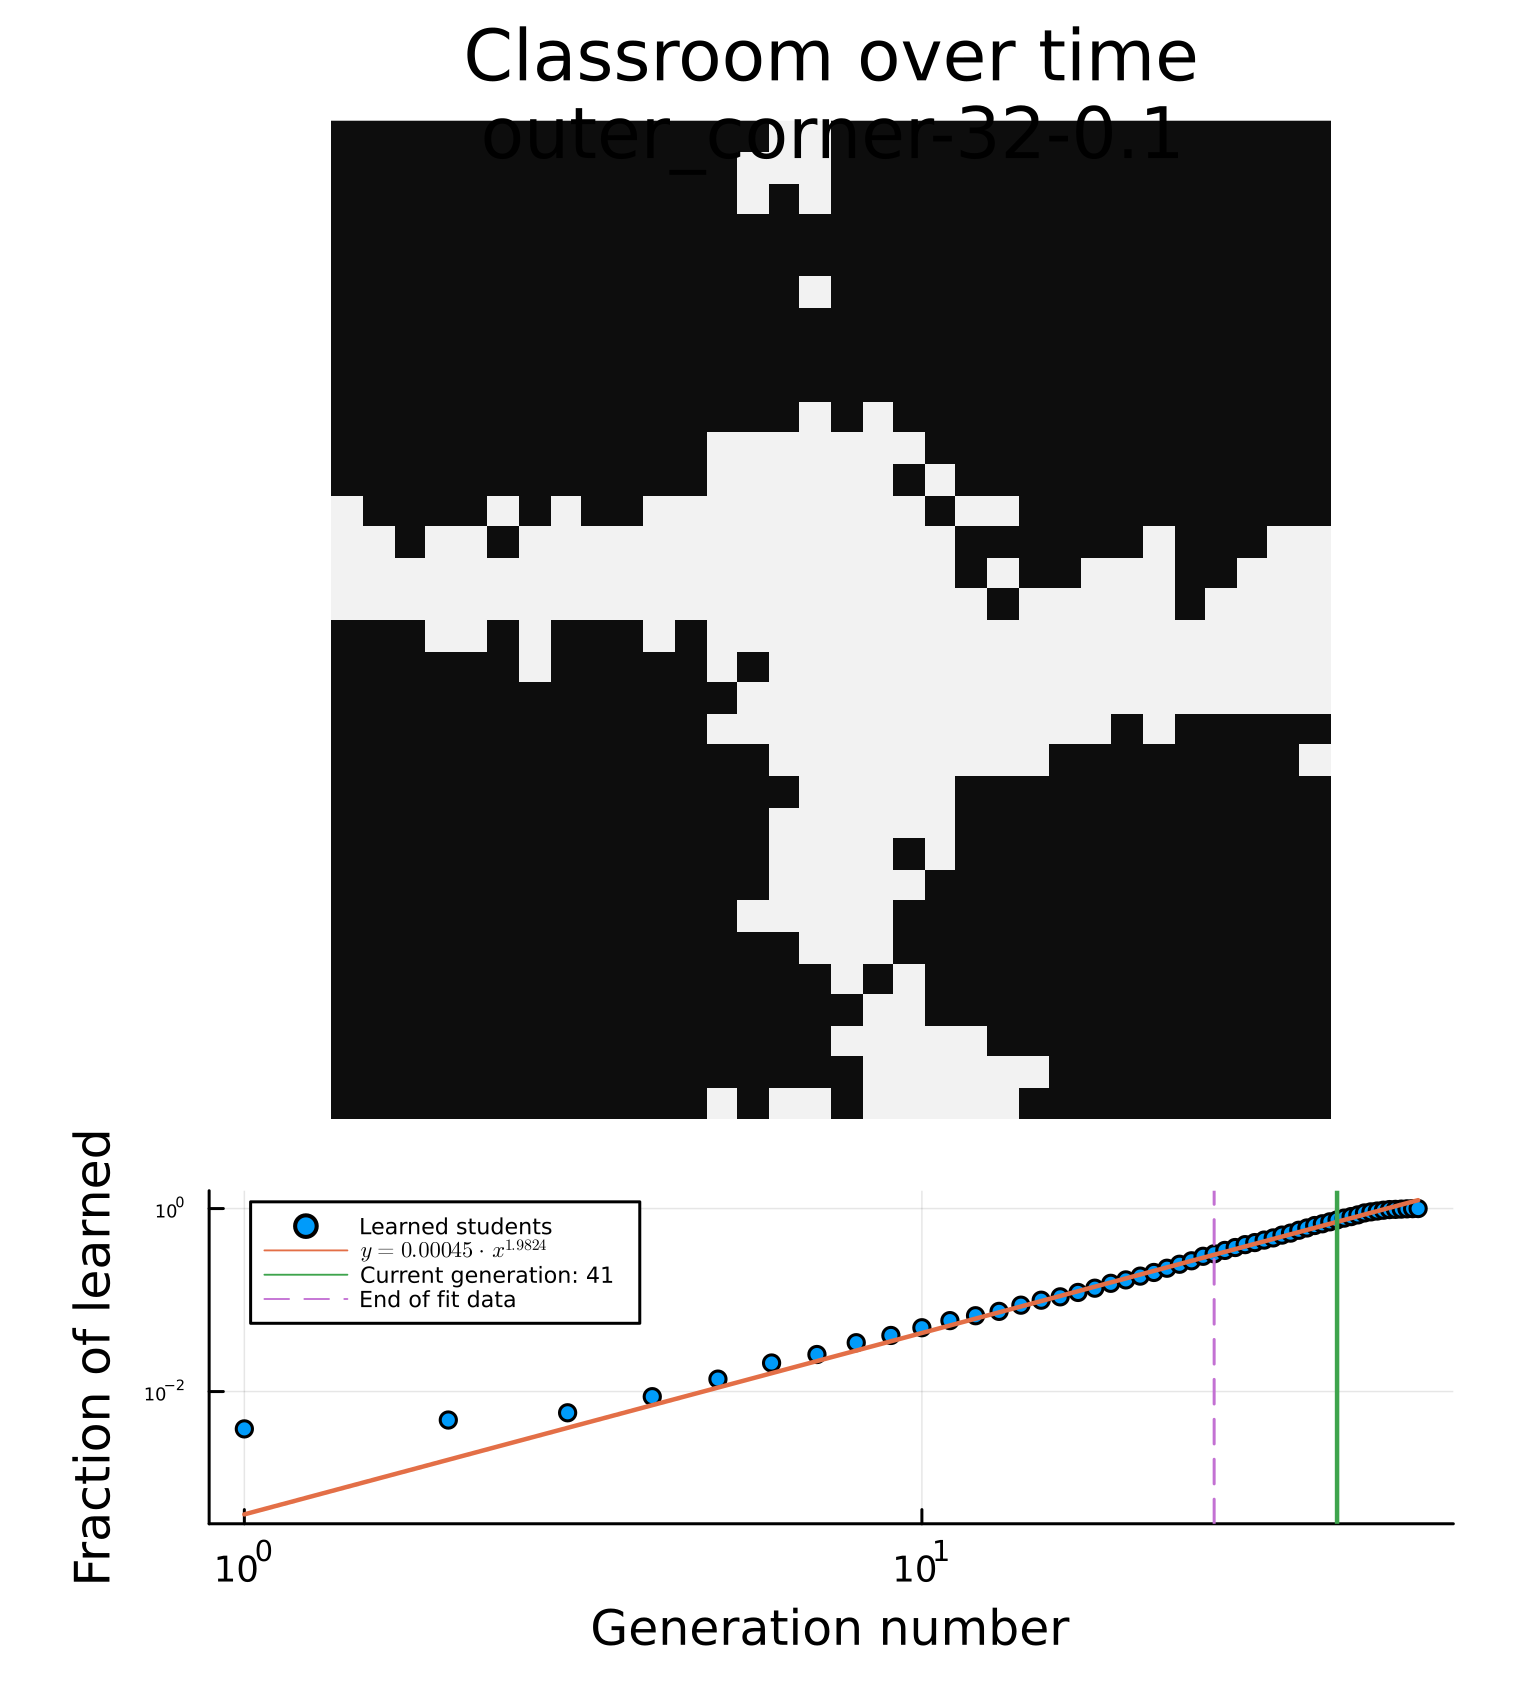 Classroom over time
outer_corner-32-0.1
Fraction of learned
10⁰
10⁻²
Learned students
y = 0.00045 · x^1.9824
Current generation: 41
End of fit data
10⁰
10¹
Generation number